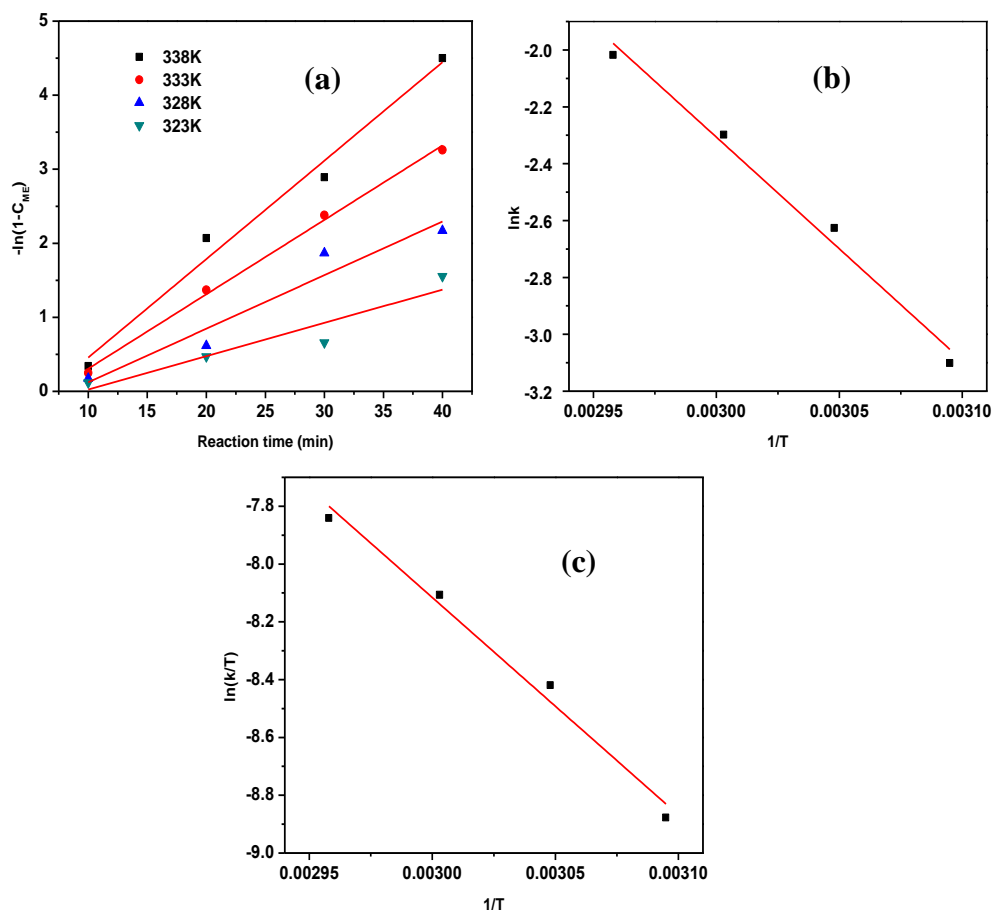 (a)
338K
333K
328K
323K
-ln(1-C_ME)
5
4
3
2
1
0
10 15 20 25 30 35 40
Reaction time (min)
(b)
lnk
-2.0
-2.2
-2.4
-2.6
-2.8
-3.0
-3.2
0.00295 0.00300 0.00305 0.00310
1/T
(c)
ln(k/T)
-7.8
-8.0
-8.2
-8.4
-8.6
-8.8
-9.0
0.00295 0.00300 0.00305 0.00310
1/T